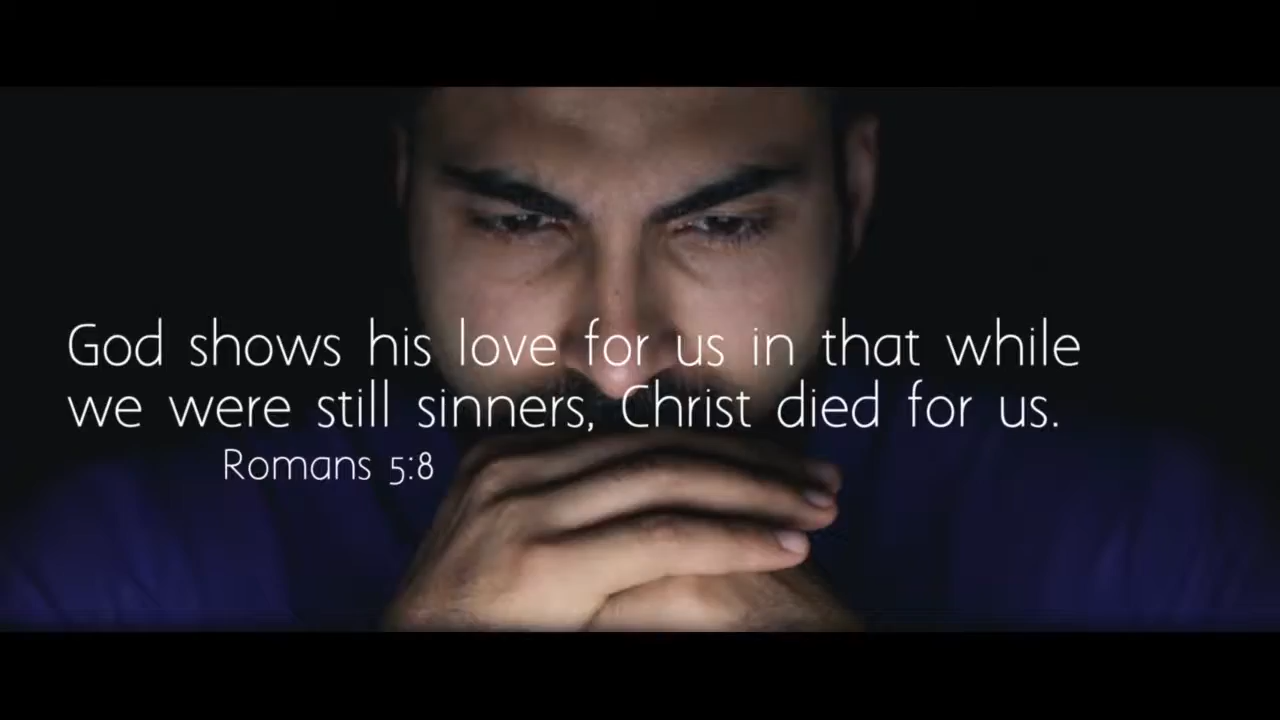 God shows his love for us in that while
we were still sinners, Christ died for us.
Romans 5:8